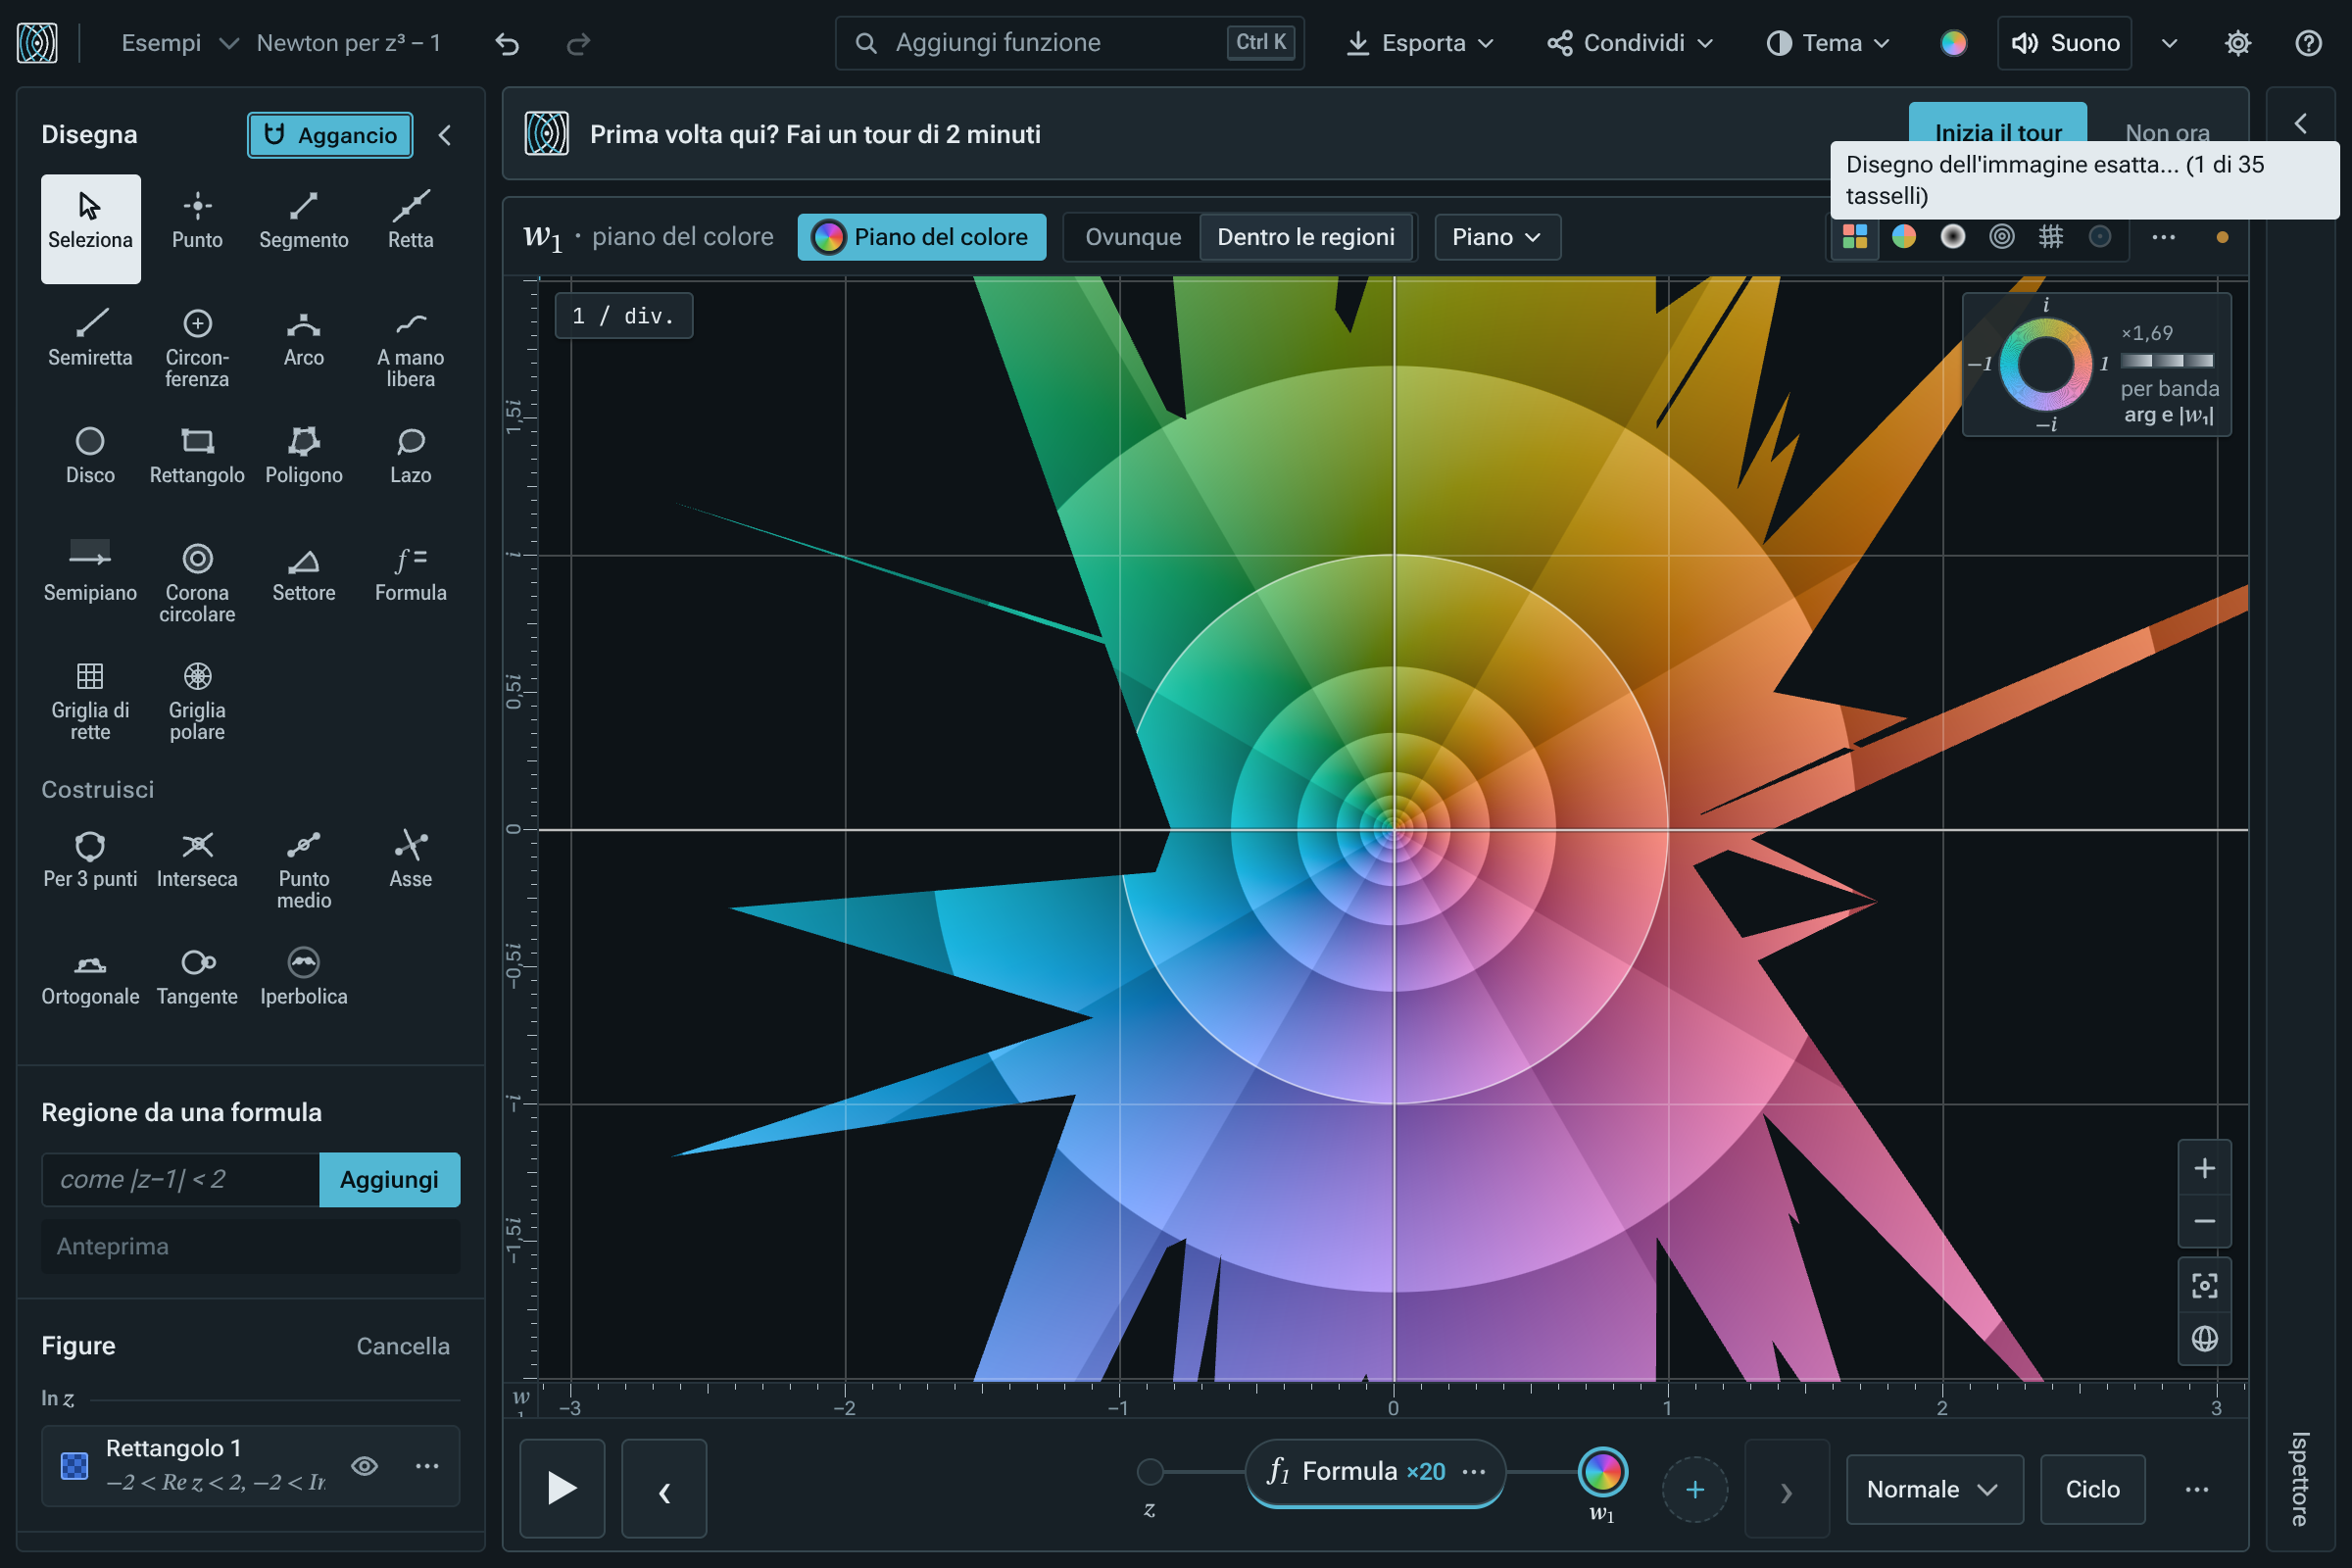 Esempi
Newton per z³ − 1
Aggiungi funzione
Ctrl K
Esporta
Condividi
Tema
Suono
Disegna
Aggancio
Seleziona
Punto
Segmento
Retta
Semiretta
Circon-
ferenza
Arco
A mano
libera
Disco
Rettangolo
Poligono
Lazo
Semipiano
Corona
circolare
Settore
Formula
Griglia di
rette
Griglia
polare
Costruisci
Per 3 punti
Interseca
Punto
medio
Asse
Ortogonale
Tangente
Iperbolica
Regione da una formula
come |z−1| < 2
Aggiungi
Anteprima
Figure
Cancella
In z
Rettangolo 1
−2 < Re z < 2, −2 < Ir
Prima volta qui? Fai un tour di 2 minuti
Inizia il tour
Non ora
Disegno dell'immagine esatta... (1 di 35
tasselli)
w₁ · piano del colore
Piano del colore
Ovunque
Dentro le regioni
Piano
1 / div.
i
−1
1
−i
×1,69
per banda
arg e |w₁|
1,5i
i
0,5i
0
−0,5i
−i
−1,5i
w
−3
−2
−1
0
1
2
3
z
f₁ Formula ×20
w₁
Normale
Ciclo
Ispettore